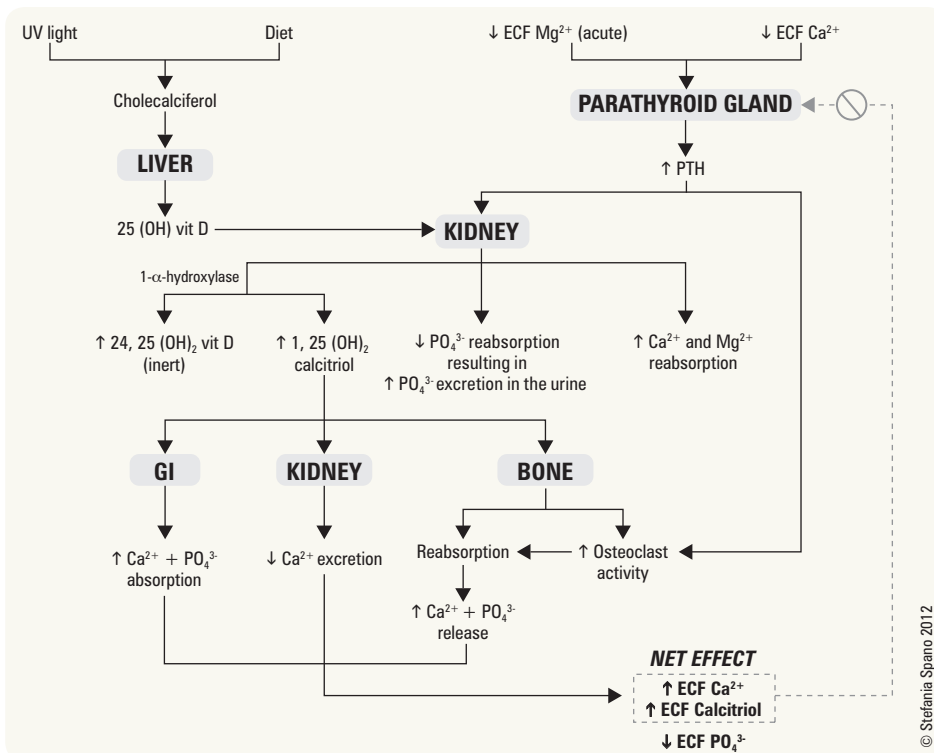 UV light
Diet
↓ ECF Mg²⁺ (acute)
↓ ECF Ca²⁺
Cholecalciferol
PARATHYROID GLAND
LIVER
↑ PTH
25 (OH) vit D
KIDNEY
1-α-hydroxylase
↑ 24, 25 (OH)₂ vit D
(inert)
↑ 1, 25 (OH)₂
calcitriol
↓ PO₄³⁻ reabsorption
resulting in
↑ PO₄³⁻ excretion in the urine
↑ Ca²⁺ and Mg²⁺
reabsorption
GI
KIDNEY
BONE
↑ Ca²⁺ + PO₄³⁻
absorption
↓ Ca²⁺ excretion
Reabsorption
↑ Osteoclast
activity
↑ Ca²⁺ + PO₄³⁻
release
NET EFFECT
↑ ECF Ca²⁺
↑ ECF Calcitriol
↓ ECF PO₄³⁻
© Stefania Spano 2012